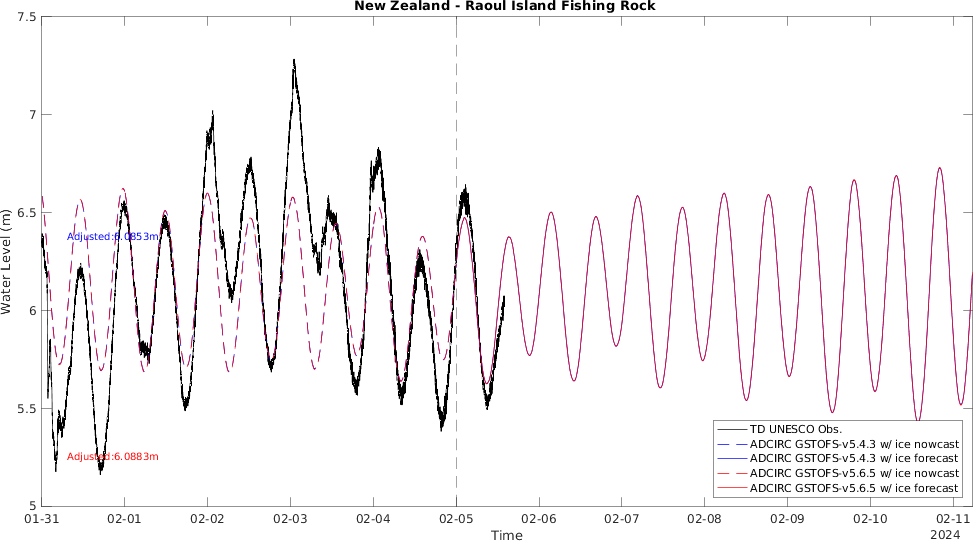 New Zealand - Raoul Island Fishing Rock
7.5
7
6.5
6
5.5
5
Water Level (m)
Adjusted:6.0853m
Adjusted:6.0883m
TD UNESCO Obs.
ADCIRC GSTOFS-v5.4.3 w/ ice nowcast
ADCIRC GSTOFS-v5.4.3 w/ ice forecast
ADCIRC GSTOFS-v5.6.5 w/ ice nowcast
ADCIRC GSTOFS-v5.6.5 w/ ice forecast
01-31 02-01 02-02 02-03 02-04 02-05 02-06 02-07 02-08 02-09 02-10 02-11
Time
2024